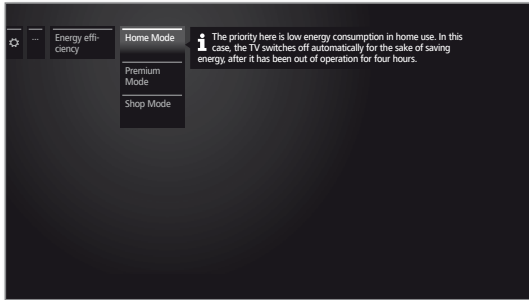 ...
Energy effi-
ciency
Home Mode
Premium
Mode
Shop Mode
The priority here is low energy consumption in home use. In this
case, the TV switches off automatically for the sake of saving
energy, after it has been out of operation for four hours.